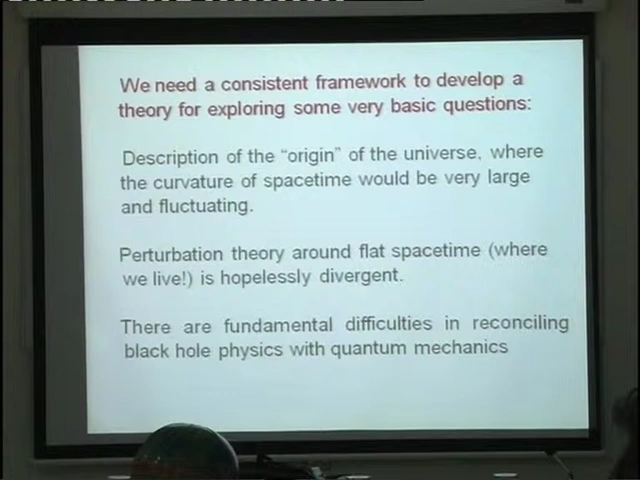 We need a consistent framework to develop a
theory for exploring some very basic questions:
Description of the "origin" of the universe, where
the curvature of spacetime would be very large
and fluctuating.
Perturbation theory around flat spacetime (where
we live!) is hopelessly divergent.
There are fundamental difficulties in reconciling
black hole physics with quantum mechanics